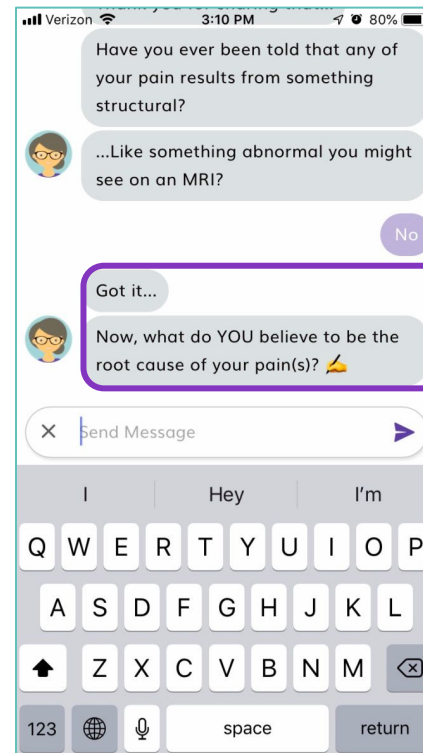 Verizon 3:10 PM 80%
Have you ever been told that any of
your pain results from something
structural?
...Like something abnormal you might
see on an MRI?
No
Got it...
Now, what do YOU believe to be the
root cause of your pain(s)? ✍️
Send Message
I Hey I'm
Q W E R T Y U I O P
A S D F G H J K L
Z X C V B N M
123 space return